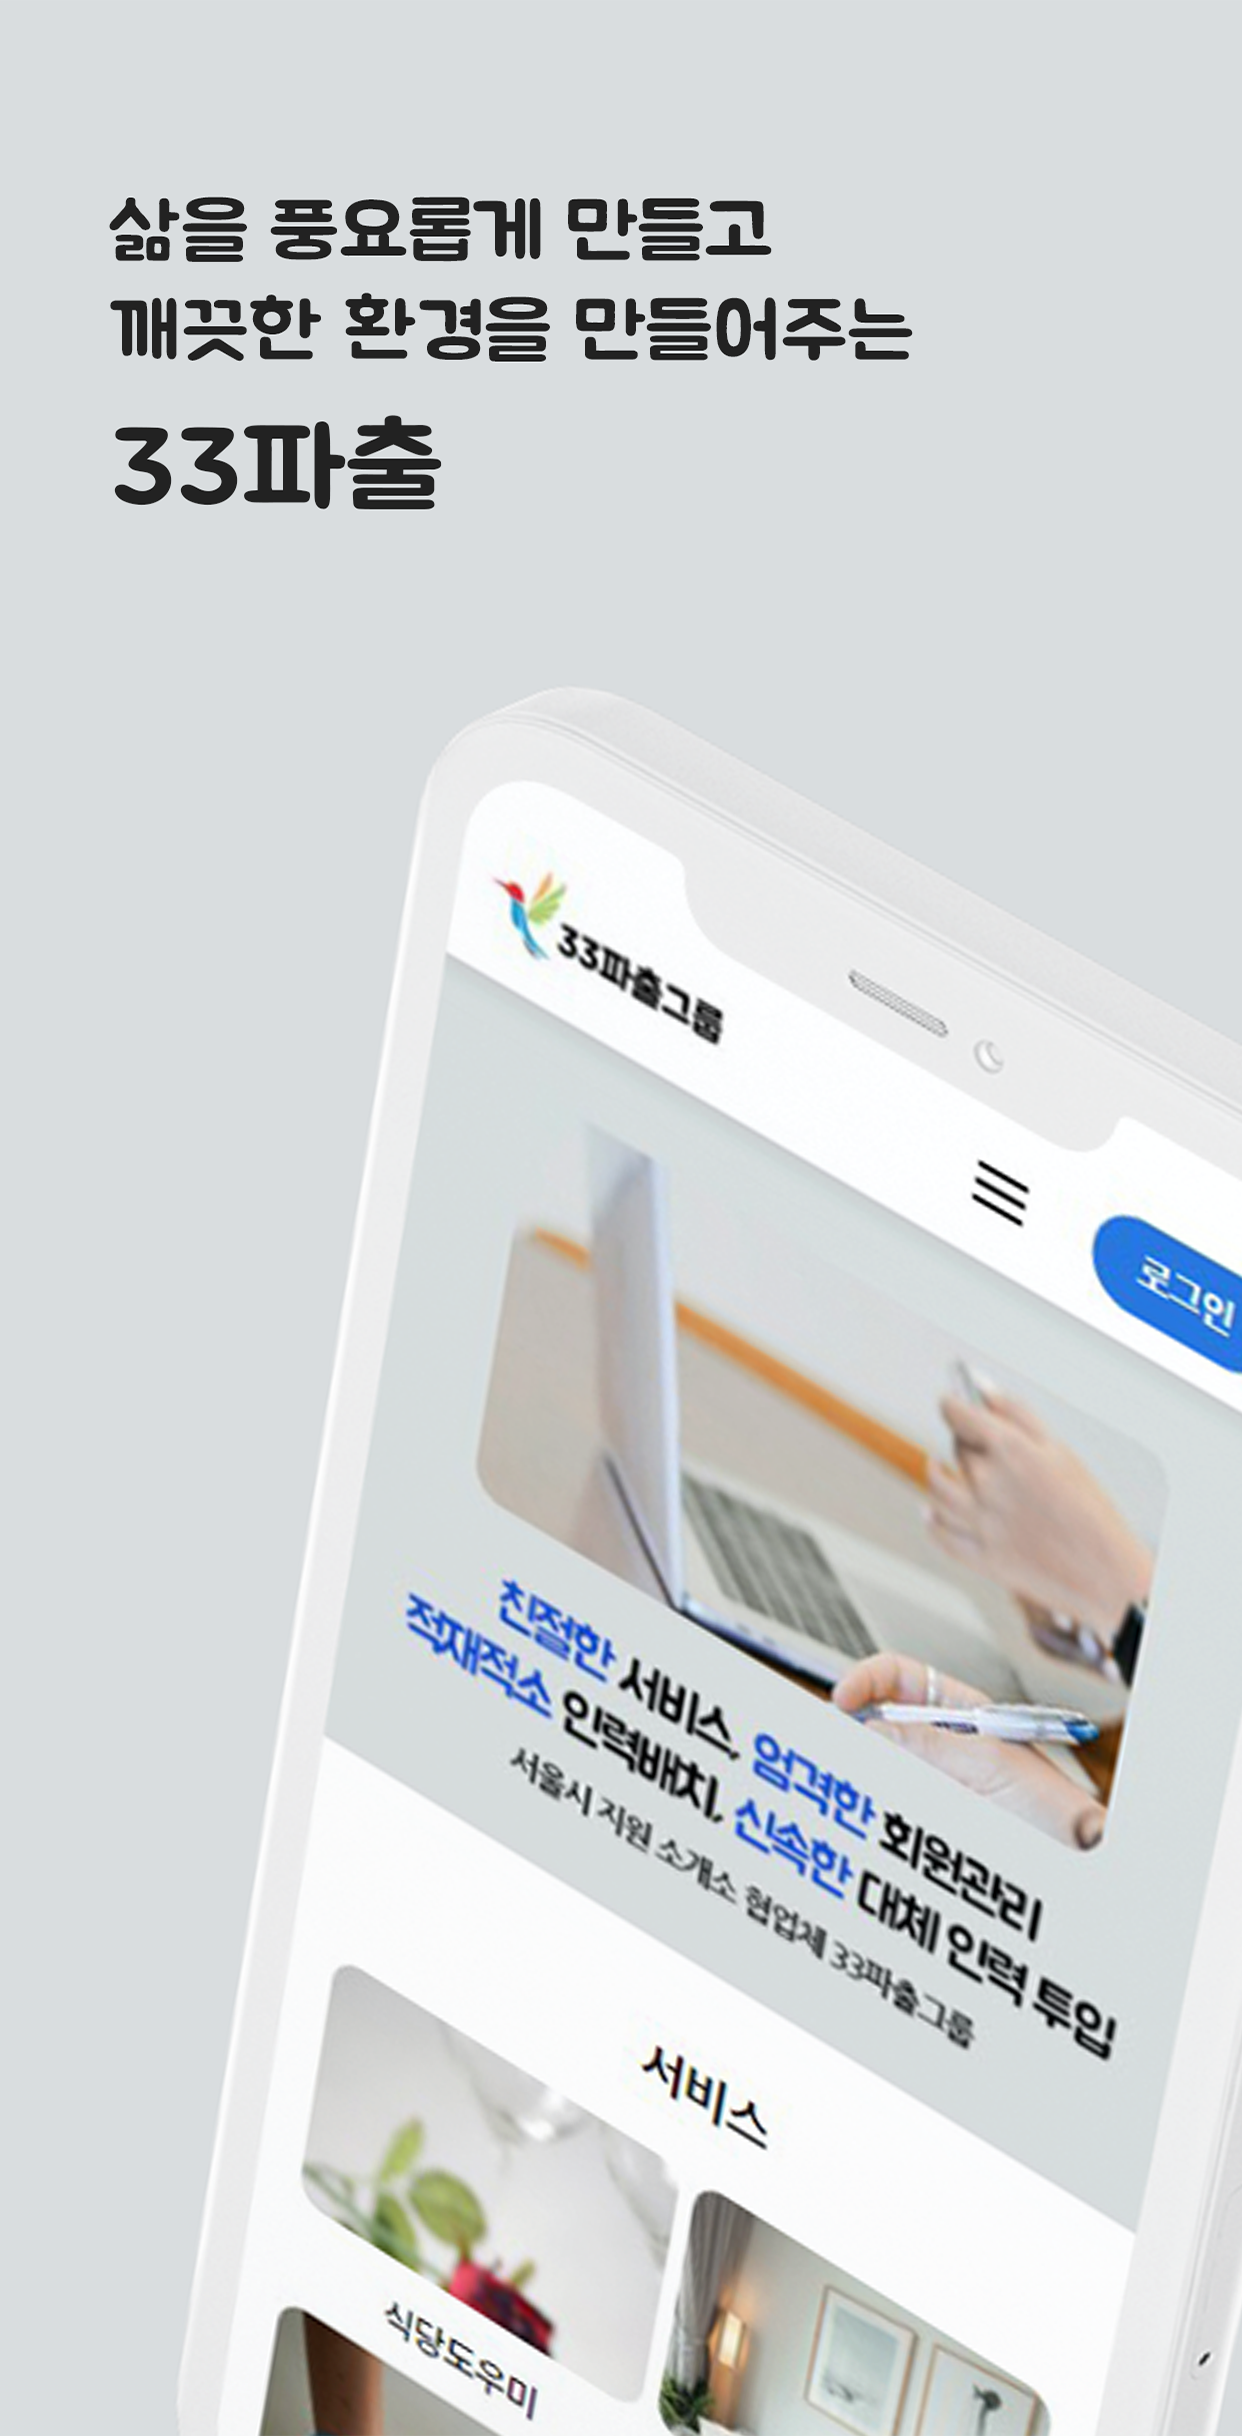 삶을 풍요롭게 만들고
깨끗한 환경을 만들어주는
33파출
33파출그룹
로그인
친절한 서비스, 엄격한 회원관리
적재적소 인력배치, 신속한 대체 인력 투입
서울시 지원 소개소 협업체 33파출그룹
서비스
식당도우미